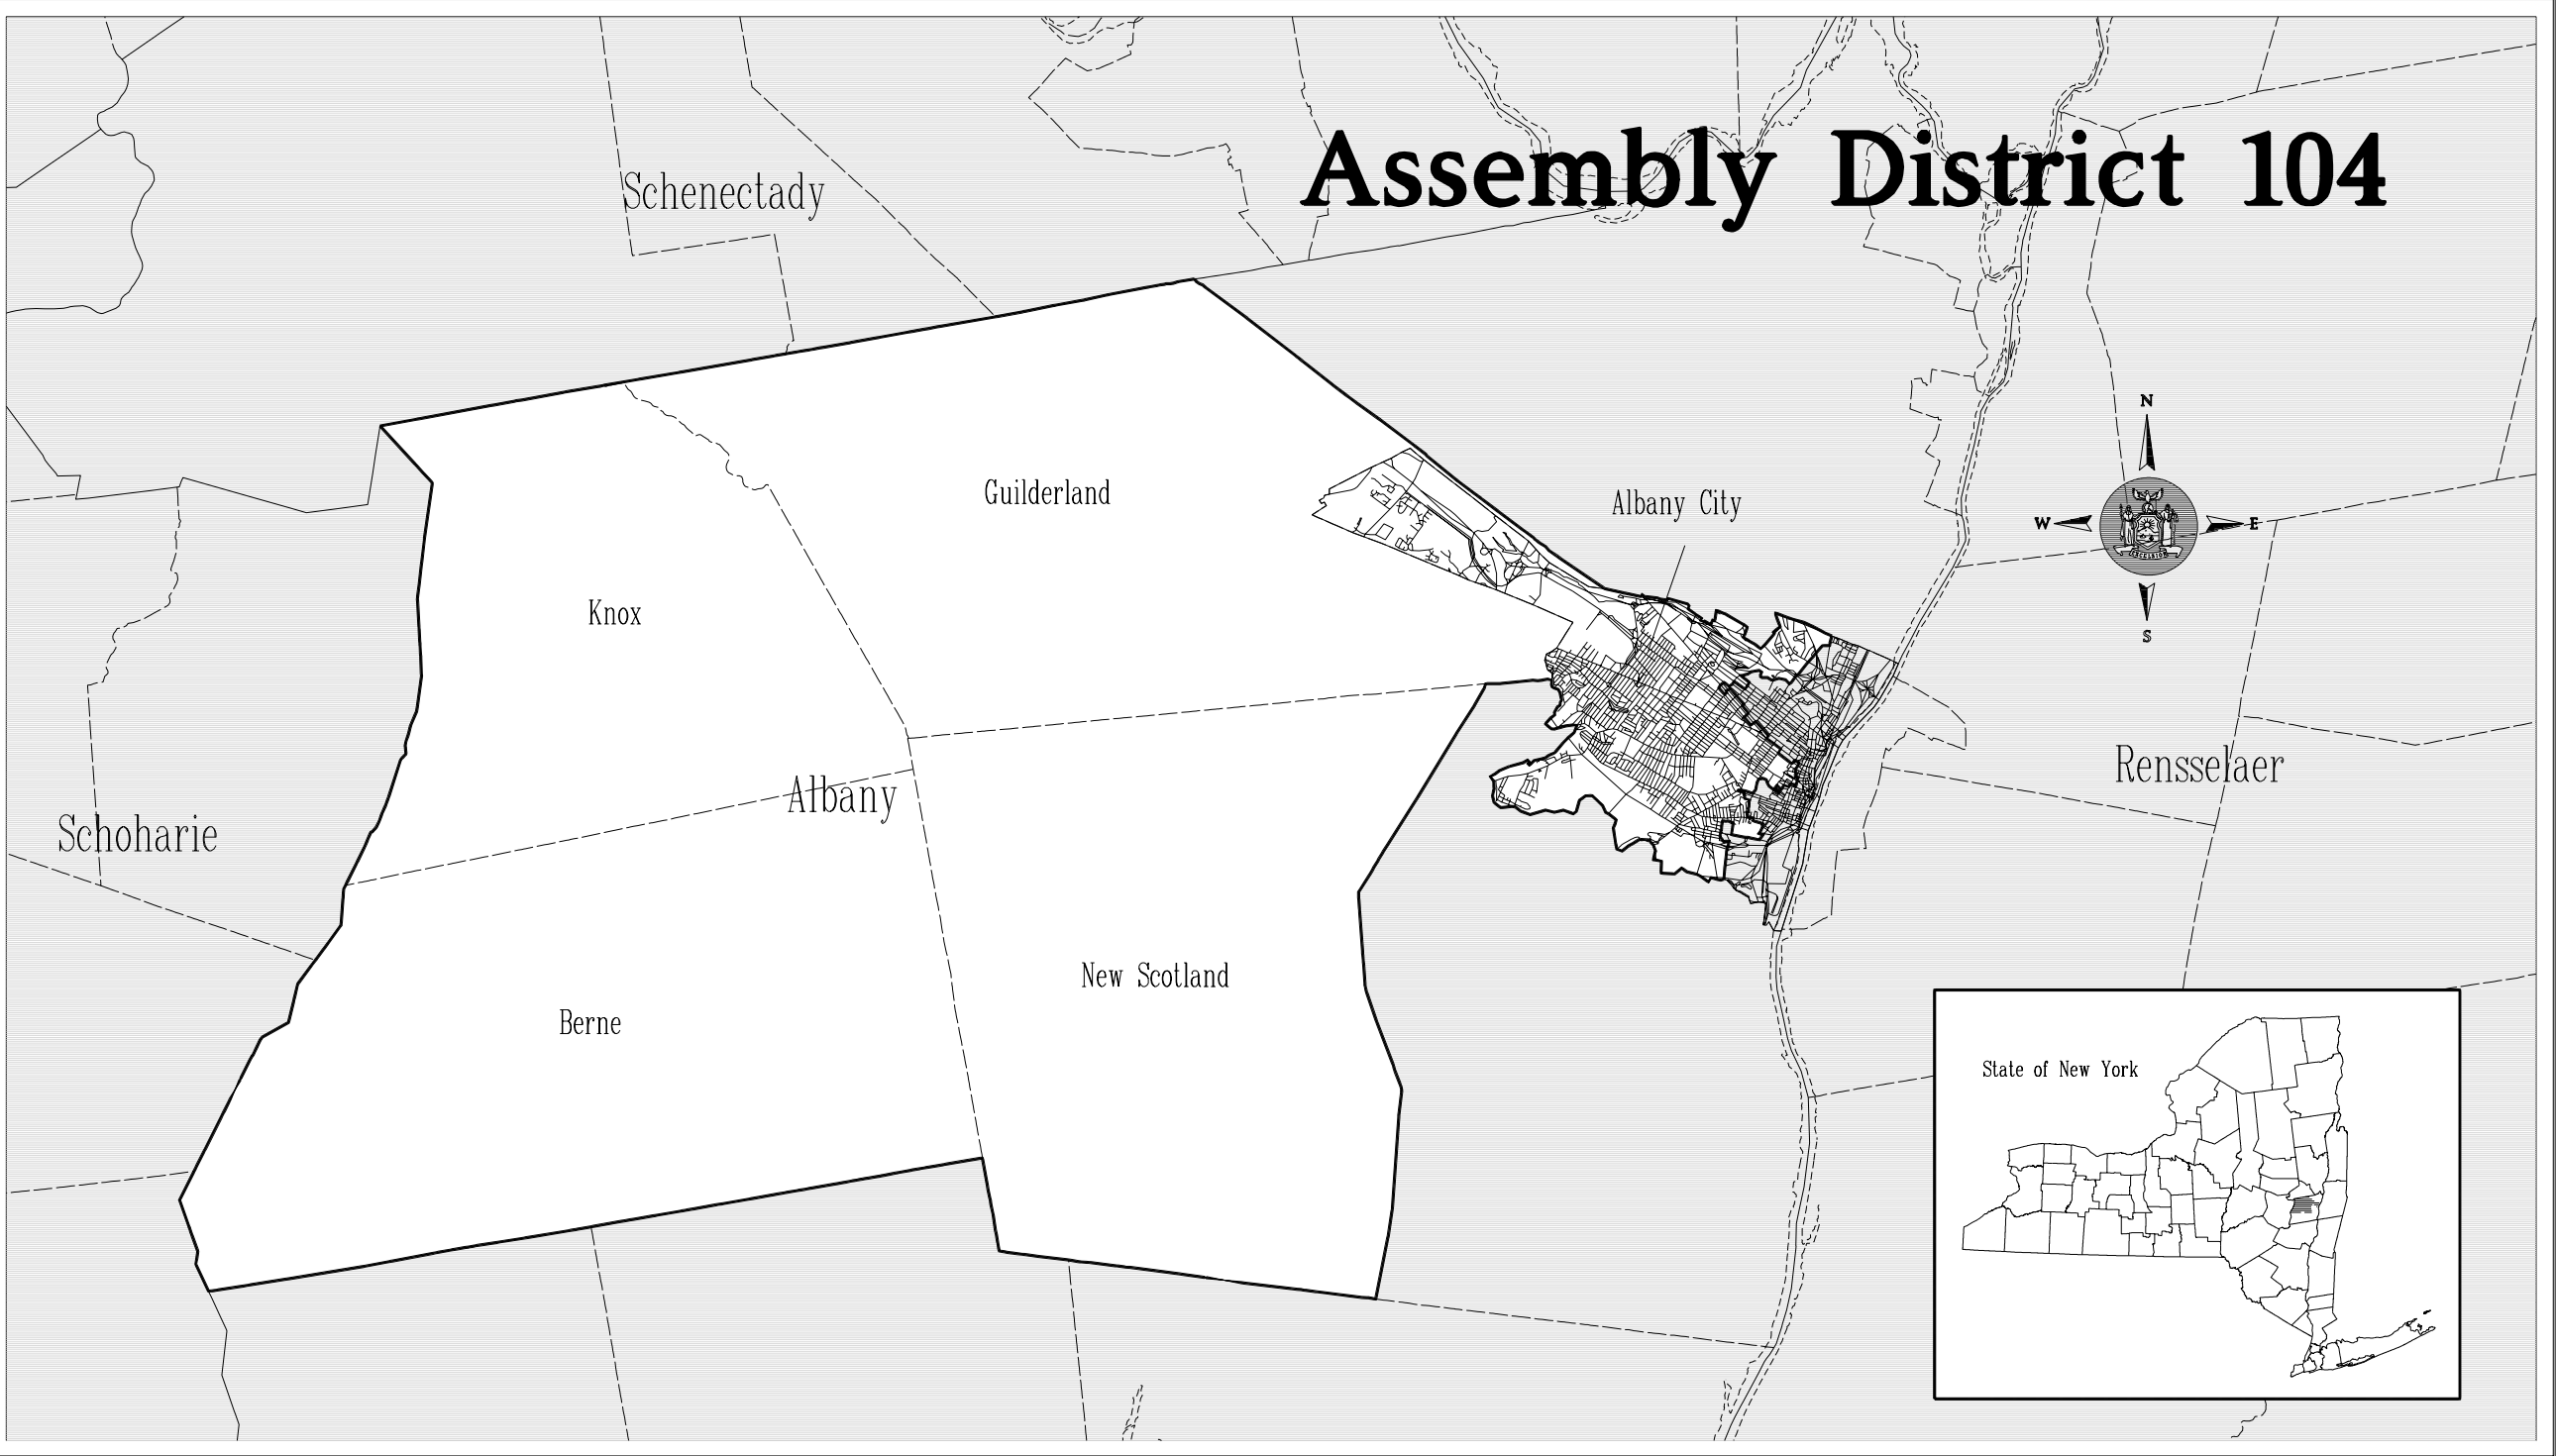 Assembly District 104
Schenectady
N
Guilderland
Albany City
W
E
Knox
S
Rensselaer
Albany
Schoharie
New Scotland
Berne
State of New York